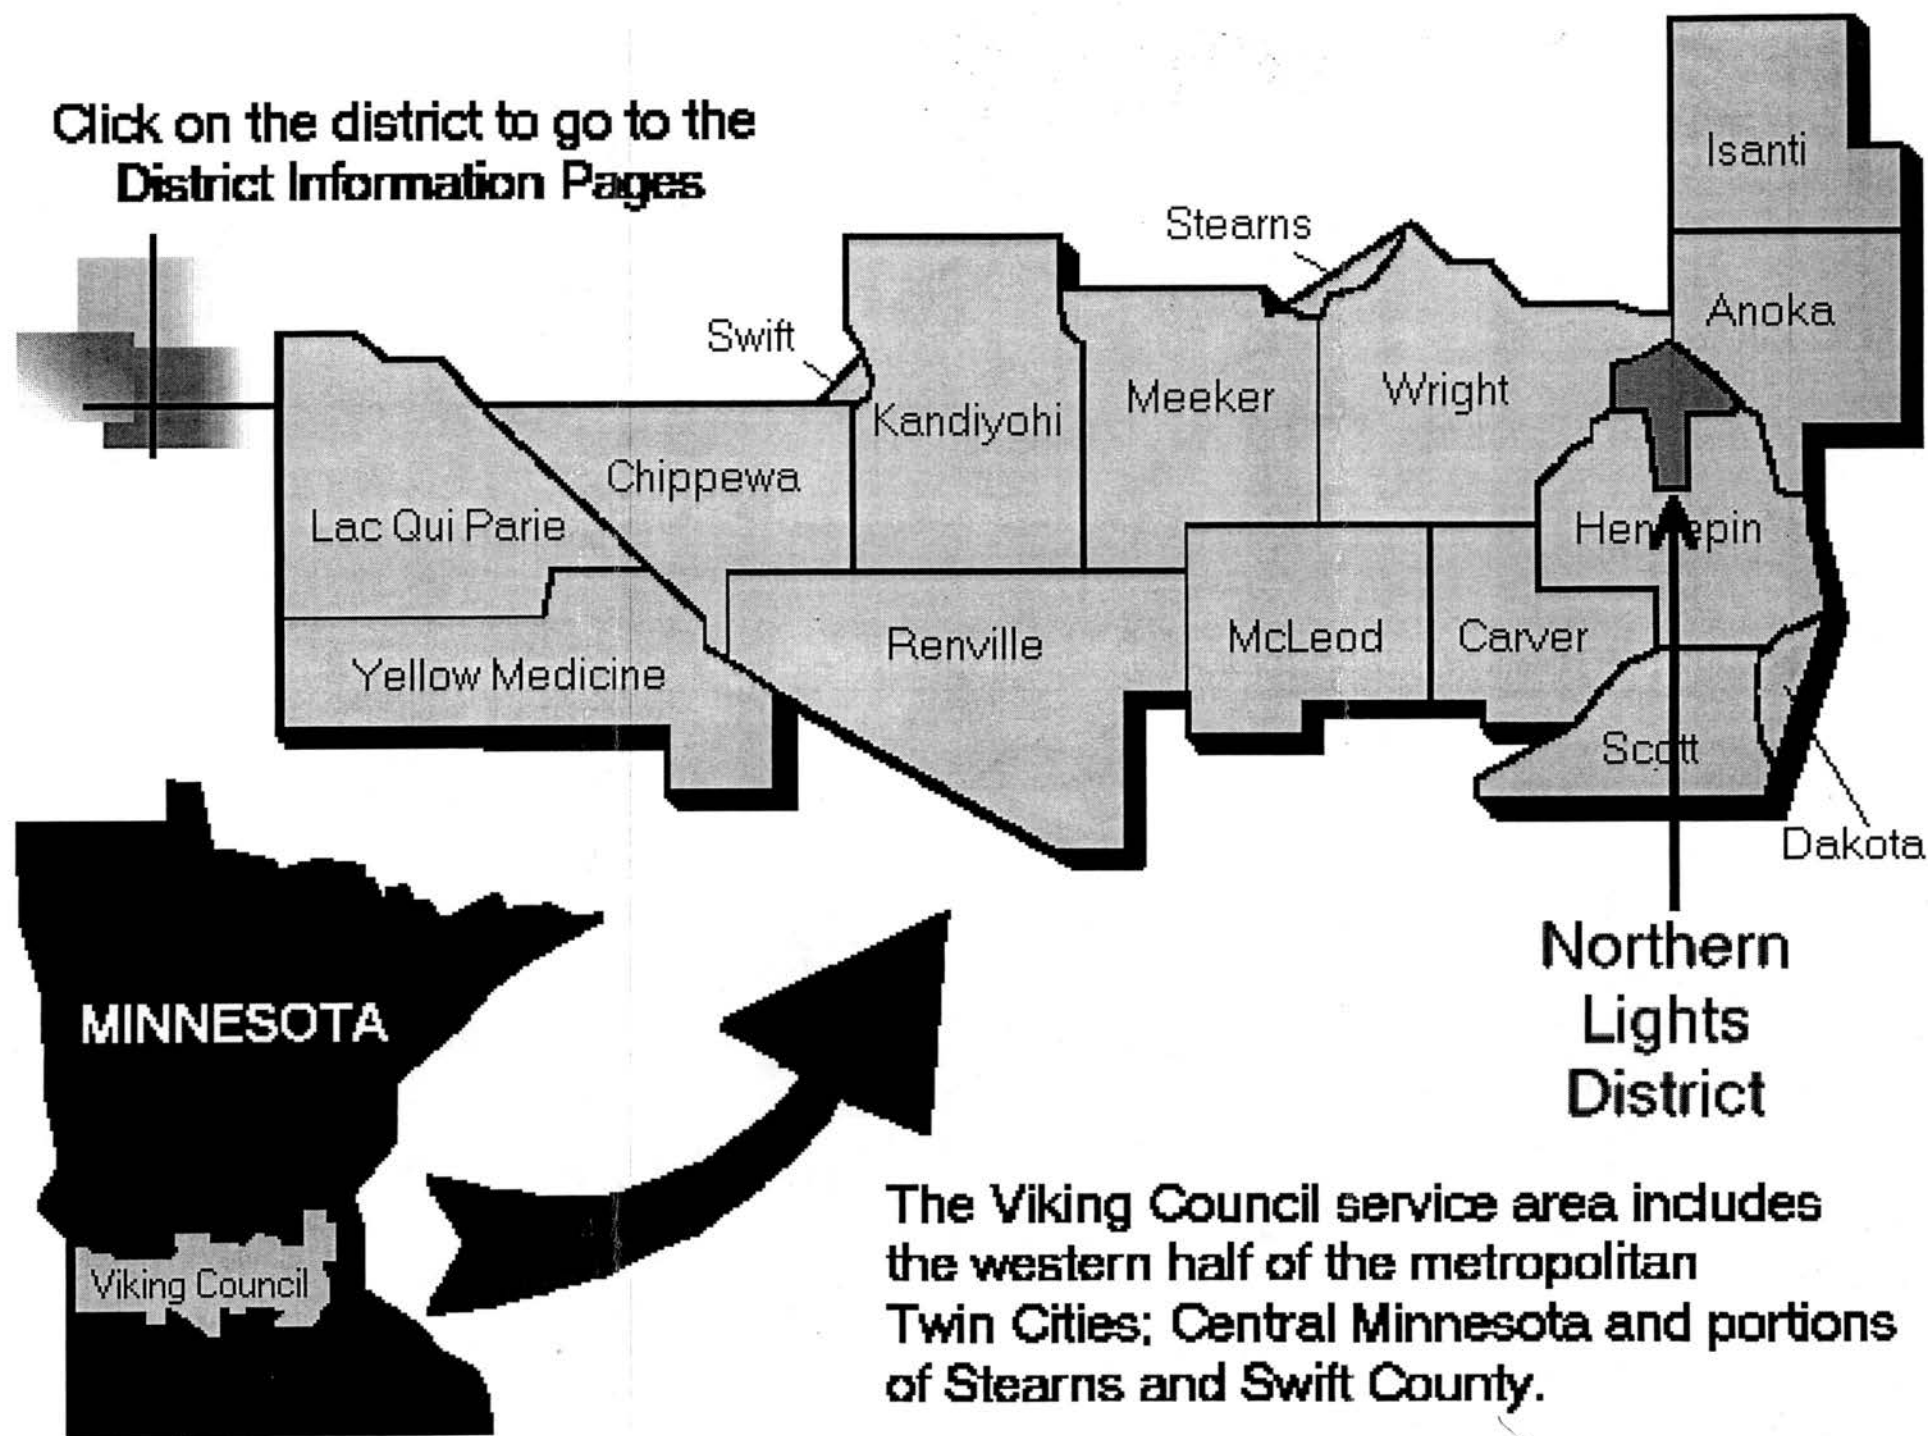 Click on the district to go to the
District Information Pages
Isanti
Stearns
Anoka
Swift
Meeker
Wright
Kandiyohi
Chippewa
Lac Qui Parie
Hennepin
Renville
McLeod
Carver
Yellow Medicine
Scott
Dakota
Northern
Lights
District
MINNESOTA
Viking Council
The Viking Council service area includes
the western half of the metropolitan
Twin Cities; Central Minnesota and portions
of Stearns and Swift County.